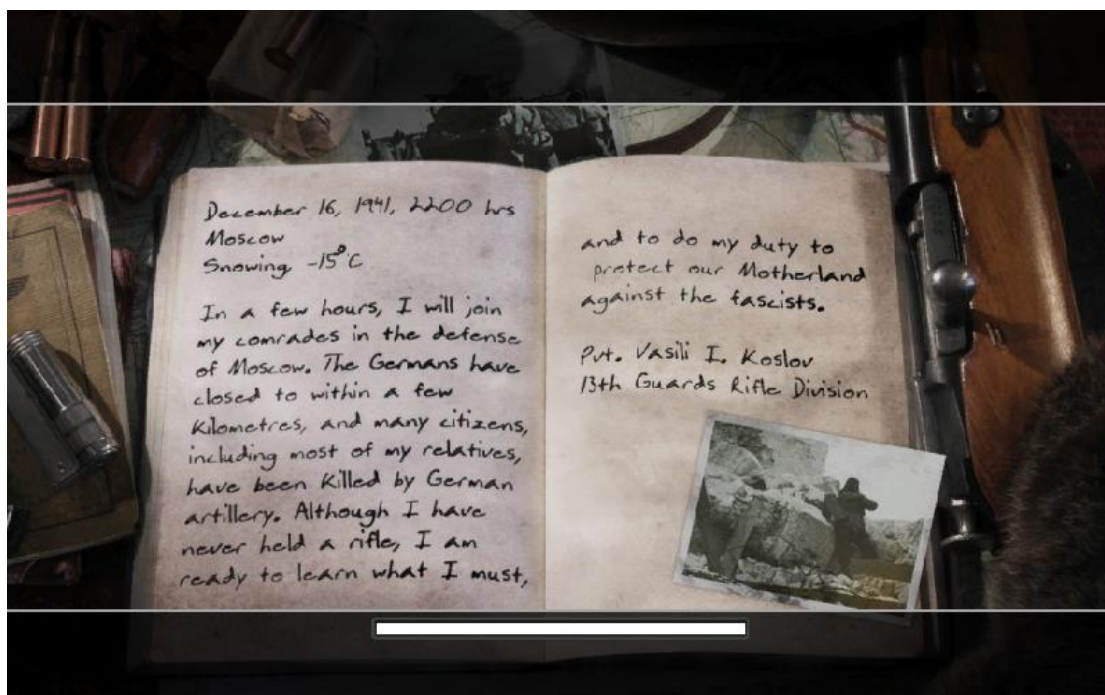 December 16, 1941, 2200 hrs
Moscow
Snowing, -15°C
In a few hours, I will join
my comrades in the defense
of Moscow. The Germans have
closed to within a few
Kilometres, and many citizens,
including most of my relatives,
have been Killed by German
artillery. Although I have
never held a rifle, I am
ready to learn what I must,
and to do my duty to
protect our Motherland
against the fascists.
Pvt. Vasili I. Koslov
13th Guards Rifle Division